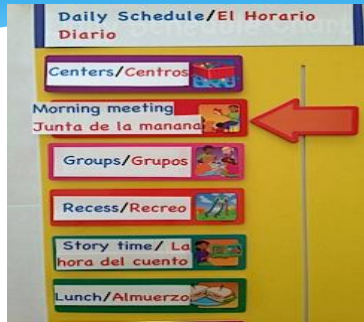 Daily Schedule/El Horario
Diario
Centers/Centros
Morning meeting
Junta de la manana
Groups/Grupos
Recess/Recreo
Story time/ La
hora del cuento
Lunch/Almuerzo